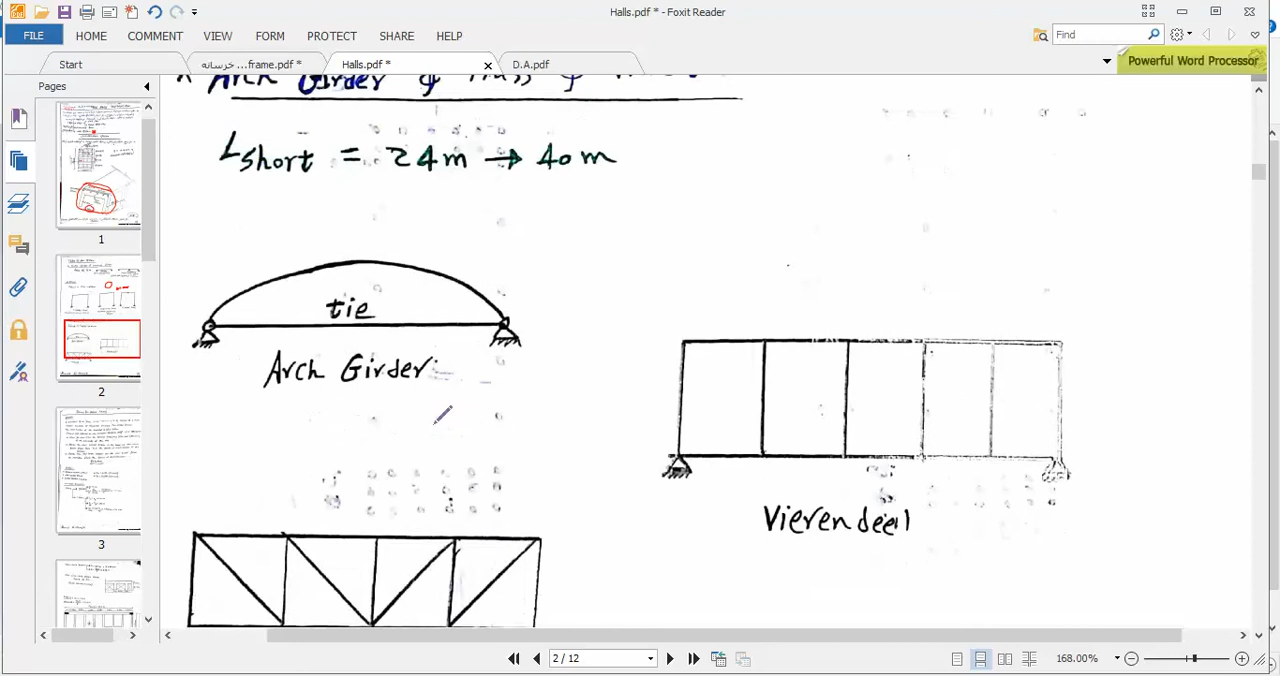 Halls.pdf * - Foxit Reader
FILE HOME COMMENT VIEW FORM PROTECT SHARE HELP
Find
Start
خرسانه ...frame.pdf *
Halls.pdf *
D.A.pdf
Powerful Word Processor
Pages
1
2
3
Arch Girder
L short = 24m → 40m
tie
Arch Girder
Vierendeel
2 / 12
168.00%